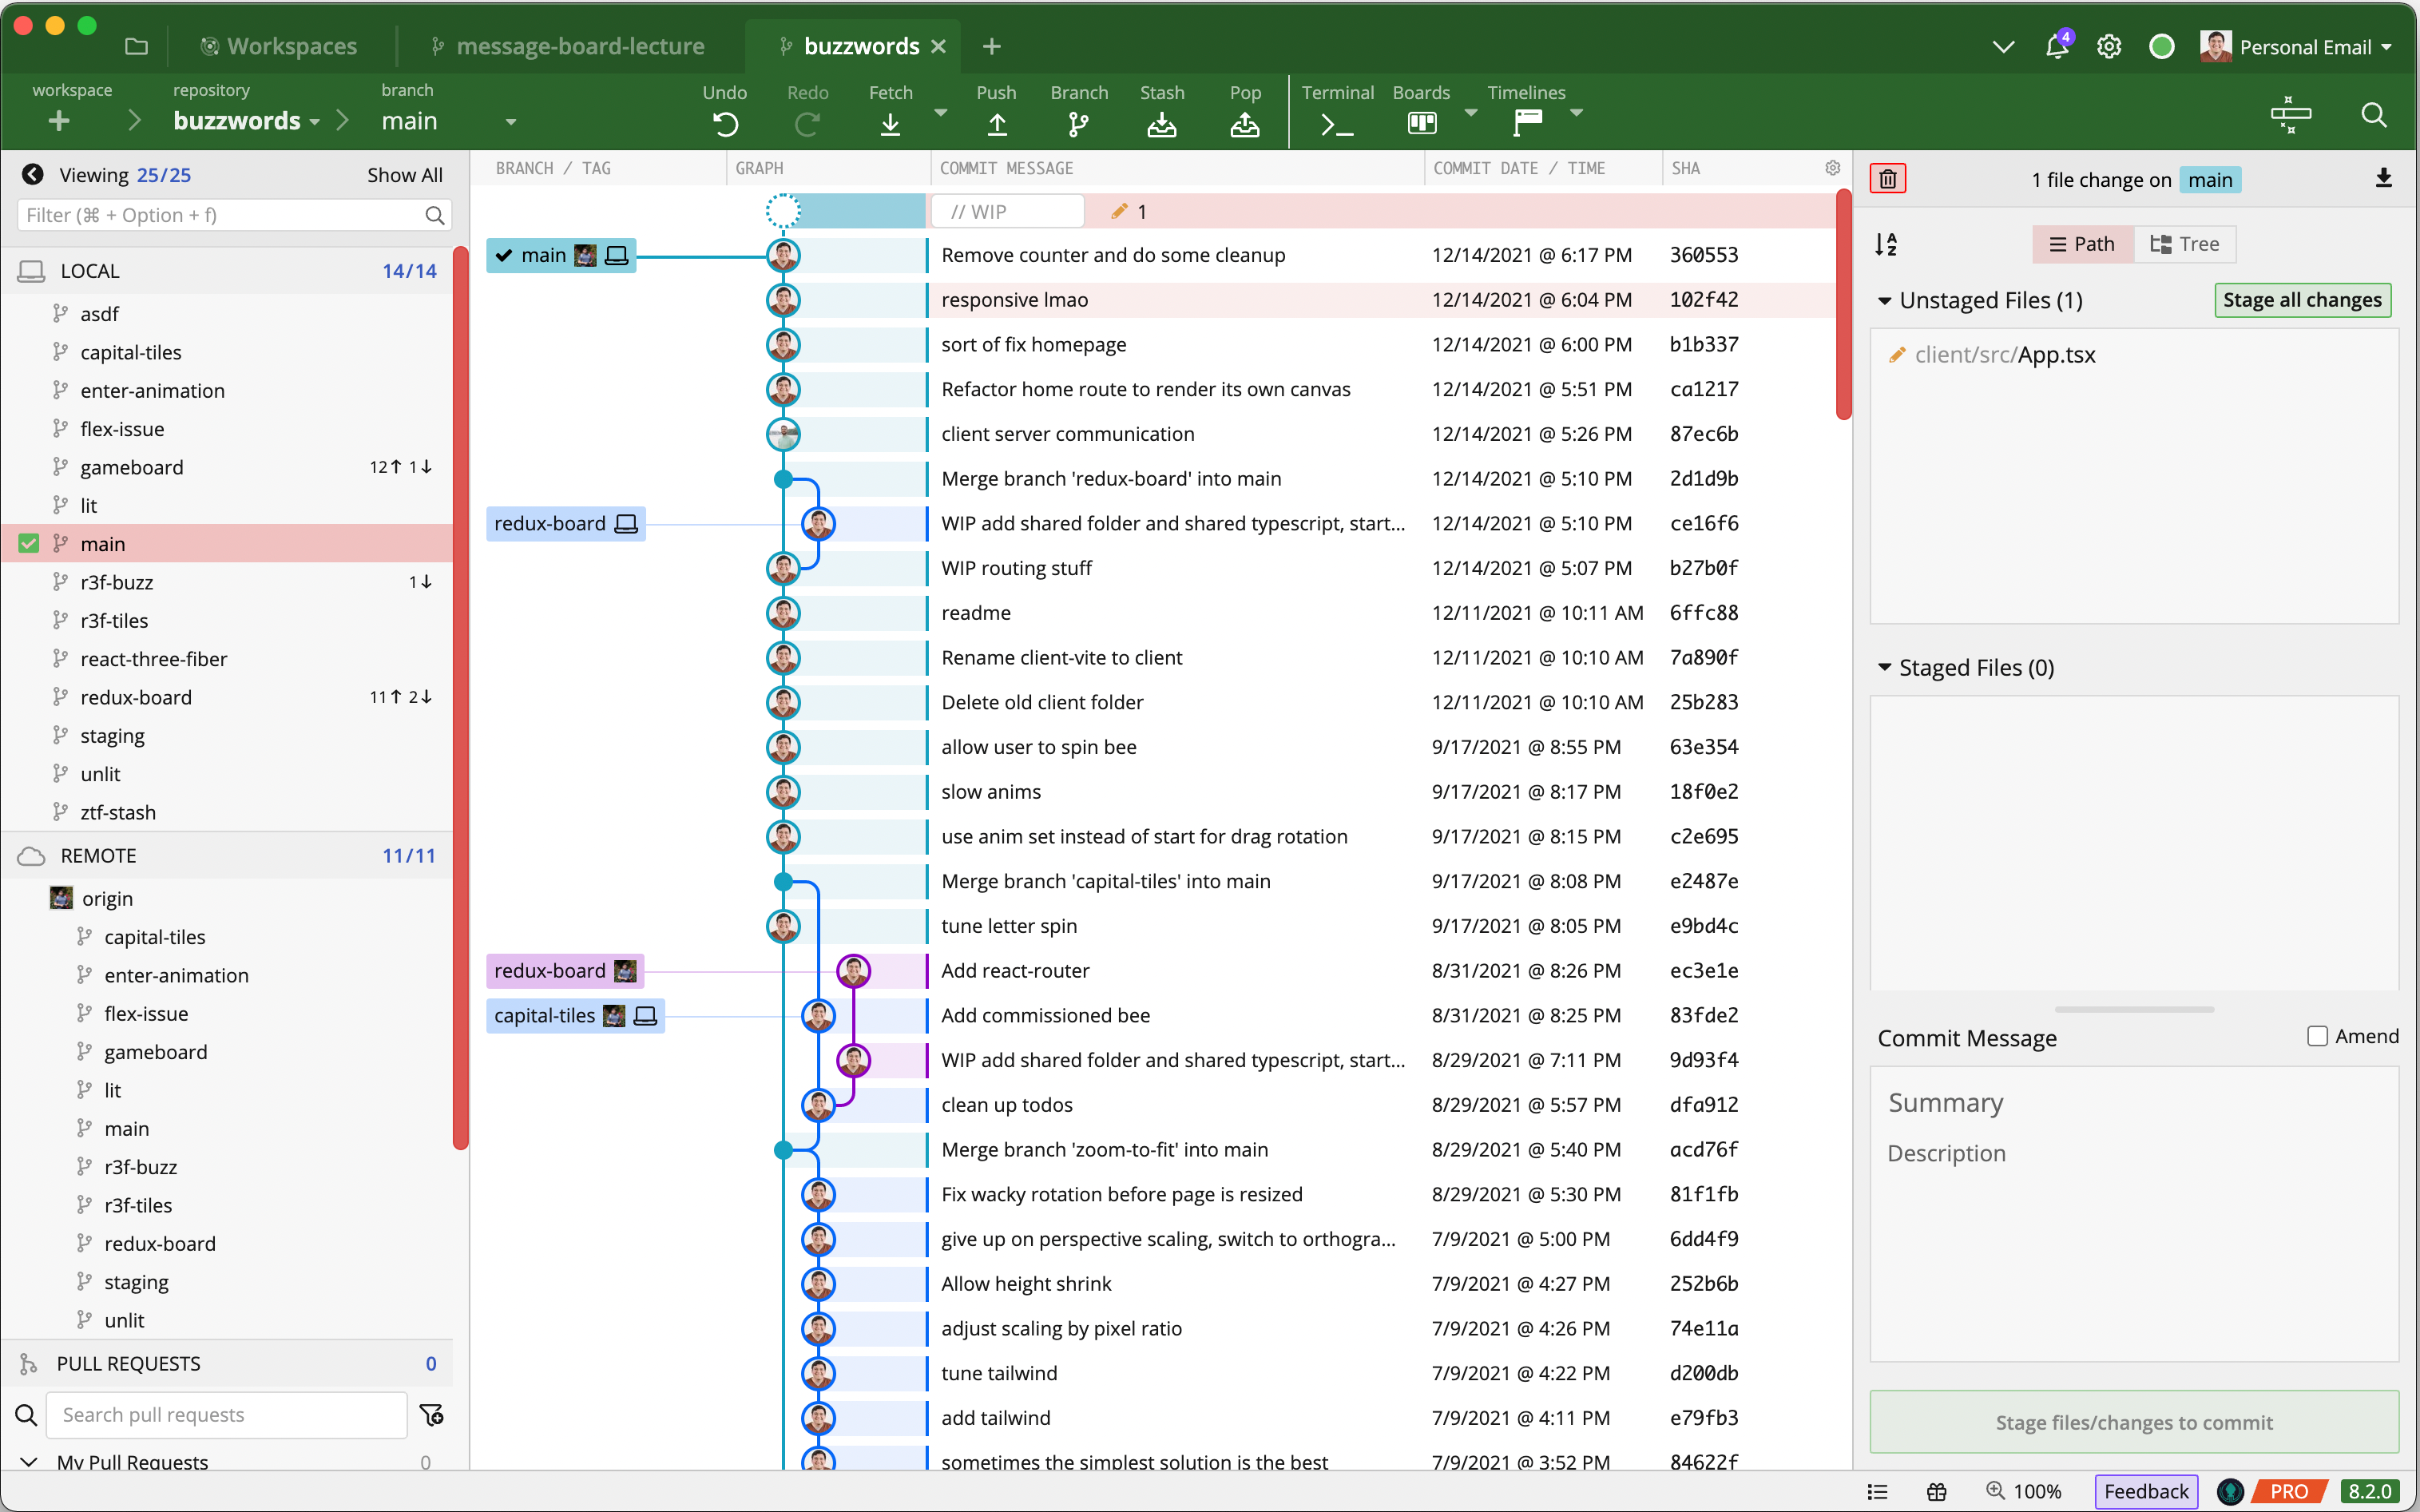 Workspaces
message-board-lecture
buzzwords
4
Personal Email
workspace
repository
buzzwords
branch
main
Undo
Redo
Fetch
Push
Branch
Stash
Pop
Terminal
Boards
Timelines
Viewing 25/25
Show All
Filter (⌘ + Option + f)
LOCAL 14/14
asdf
capital-tiles
enter-animation
flex-issue
gameboard 12↑ 1↓
lit
main
r3f-buzz 1↓
r3f-tiles
react-three-fiber
redux-board 11↑ 2↓
staging
unlit
ztf-stash
REMOTE 11/11
origin
capital-tiles
enter-animation
flex-issue
gameboard
lit
main
r3f-buzz
r3f-tiles
redux-board
staging
unlit
PULL REQUESTS 0
Search pull requests
My Pull Requests 0
BRANCH / TAG GRAPH COMMIT MESSAGE COMMIT DATE / TIME SHA
// WIP 1
main Remove counter and do some cleanup 12/14/2021 @ 6:17 PM 360553
responsive lmao 12/14/2021 @ 6:04 PM 102f42
sort of fix homepage 12/14/2021 @ 6:00 PM b1b337
Refactor home route to render its own canvas 12/14/2021 @ 5:51 PM ca1217
client server communication 12/14/2021 @ 5:26 PM 87ec6b
Merge branch 'redux-board' into main 12/14/2021 @ 5:10 PM 2d1d9b
redux-board WIP add shared folder and shared typescript, start... 12/14/2021 @ 5:10 PM ce16f6
WIP routing stuff 12/14/2021 @ 5:07 PM b27b0f
readme 12/11/2021 @ 10:11 AM 6ffc88
Rename client-vite to client 12/11/2021 @ 10:10 AM 7a890f
Delete old client folder 12/11/2021 @ 10:10 AM 25b283
allow user to spin bee 9/17/2021 @ 8:55 PM 63e354
slow anims 9/17/2021 @ 8:17 PM 18f0e2
use anim set instead of start for drag rotation 9/17/2021 @ 8:15 PM c2e695
Merge branch 'capital-tiles' into main 9/17/2021 @ 8:08 PM e2487e
tune letter spin 9/17/2021 @ 8:05 PM e9bd4c
redux-board Add react-router 8/31/2021 @ 8:26 PM ec3e1e
capital-tiles Add commissioned bee 8/31/2021 @ 8:25 PM 83fde2
WIP add shared folder and shared typescript, start... 8/29/2021 @ 7:11 PM 9d93f4
clean up todos 8/29/2021 @ 5:57 PM dfa912
Merge branch 'zoom-to-fit' into main 8/29/2021 @ 5:40 PM acd76f
Fix wacky rotation before page is resized 8/29/2021 @ 5:30 PM 81f1fb
give up on perspective scaling, switch to orthogra... 7/9/2021 @ 5:00 PM 6dd4f9
Allow height shrink 7/9/2021 @ 4:27 PM 252b6b
adjust scaling by pixel ratio 7/9/2021 @ 4:26 PM 74e11a
tune tailwind 7/9/2021 @ 4:22 PM d200db
add tailwind 7/9/2021 @ 4:11 PM e79fb3
sometimes the simplest solution is the best 7/9/2021 @ 3:52 PM 84622f
1 file change on main
Path
Tree
Unstaged Files (1)
Stage all changes
client/src/App.tsx
Staged Files (0)
Commit Message
Amend
Summary
Description
Stage files/changes to commit
100%
Feedback
PRO
8.2.0